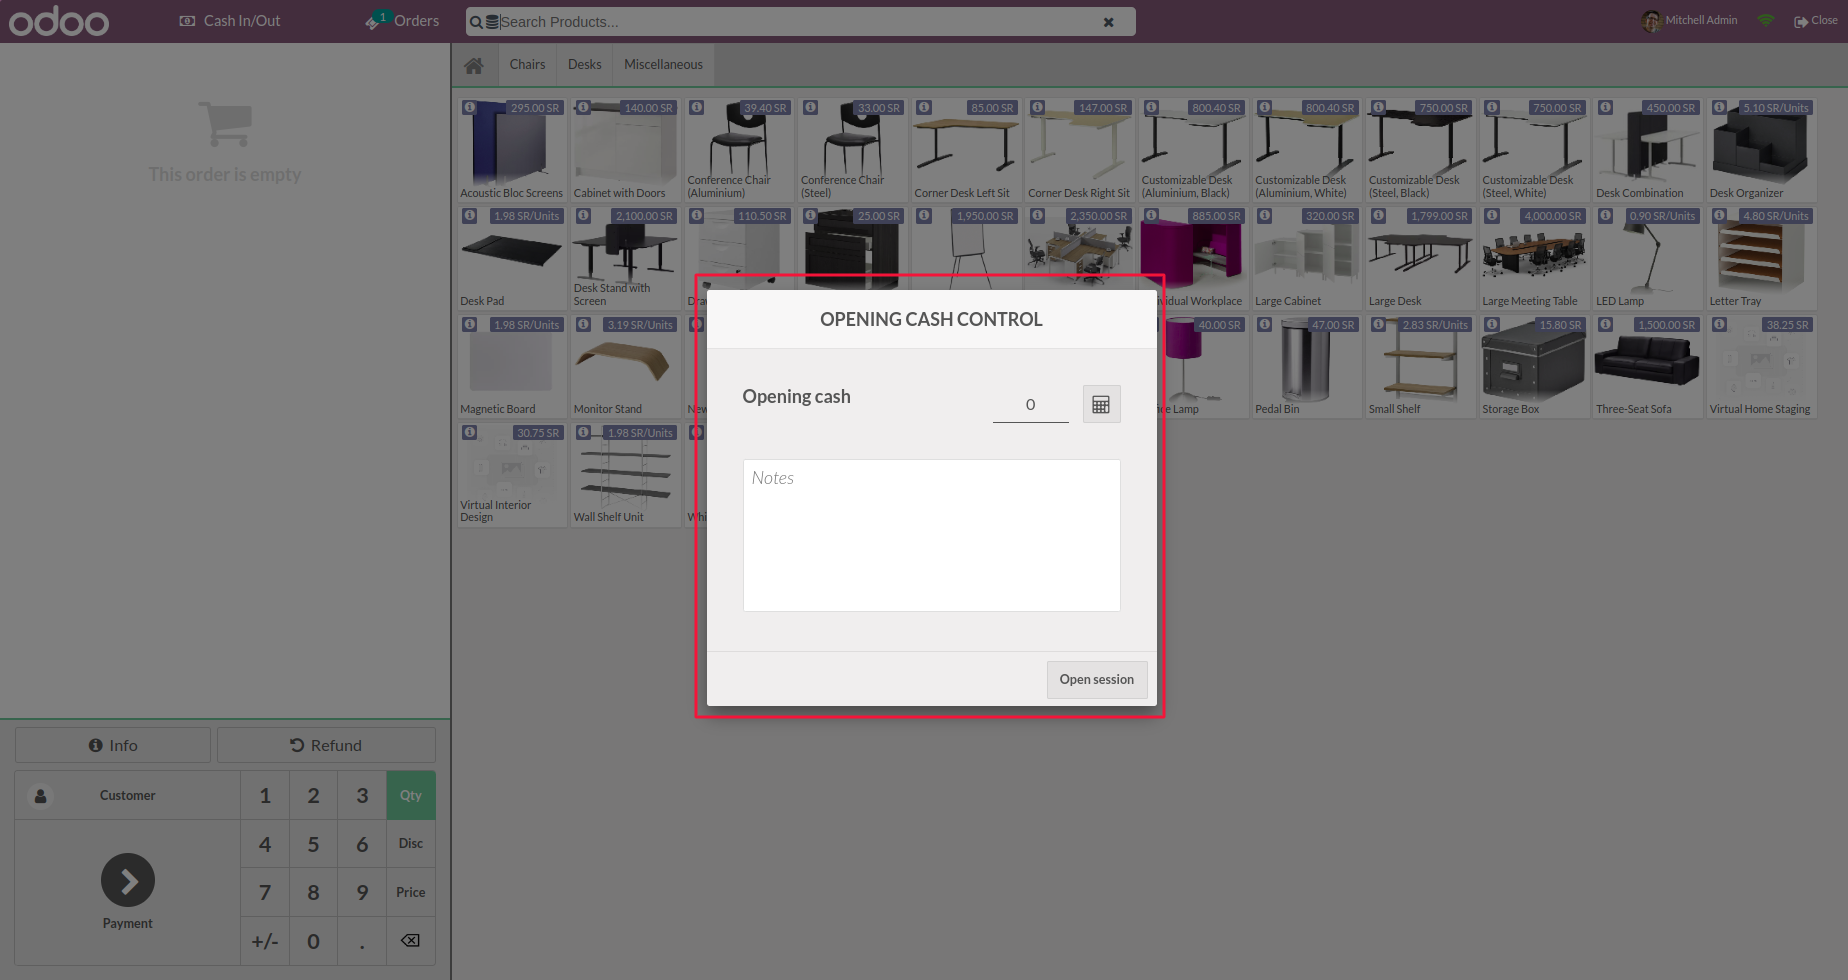 odoo
Cash In/Out
1
Orders
Search Products...
Mitchell Admin
Close
Chairs
Desks
Miscellaneous
This order is empty
295.00 SR
140.00 SR
39.40 SR
33.00 SR
85.00 SR
147.00 SR
800.40 SR
800.40 SR
750.00 SR
750.00 SR
450.00 SR
5.10 SR/Units
Acoustic Bloc Screens
Cabinet with Doors
Conference Chair
(Aluminium)
Conference Chair
(Steel)
Corner Desk Left Sit
Corner Desk Right Sit
Customizable Desk
(Aluminium, Black)
Customizable Desk
(Aluminium, White)
Customizable Desk
(Steel, Black)
Customizable Desk
(Steel, White)
Desk Combination
Desk Organizer
1.98 SR/Units
2,100.00 SR
110.50 SR
25.00 SR
1,950.00 SR
2,350.00 SR
885.00 SR
320.00 SR
1,799.00 SR
4,000.00 SR
0.90 SR/Units
4.80 SR/Units
Desk Pad
Desk Stand with
Screen
Dra
ividual Workplace
Large Cabinet
Large Desk
Large Meeting Table
LED Lamp
Letter Tray
1.98 SR/Units
3.19 SR/Units
40.00 SR
47.00 SR
2.83 SR/Units
15.80 SR
1,500.00 SR
38.25 SR
Magnetic Board
Monitor Stand
New
ice Lamp
Pedal Bin
Small Shelf
Storage Box
Three-Seat Sofa
Virtual Home Staging
30.75 SR
1.98 SR/Units
Virtual Interior
Design
Wall Shelf Unit
Whi
OPENING CASH CONTROL
Opening cash
0
Notes
Open session
Info
Refund
Customer
1 2 3 Qty
4 5 6 Disc
7 8 9 Price
Payment
+/- 0 .